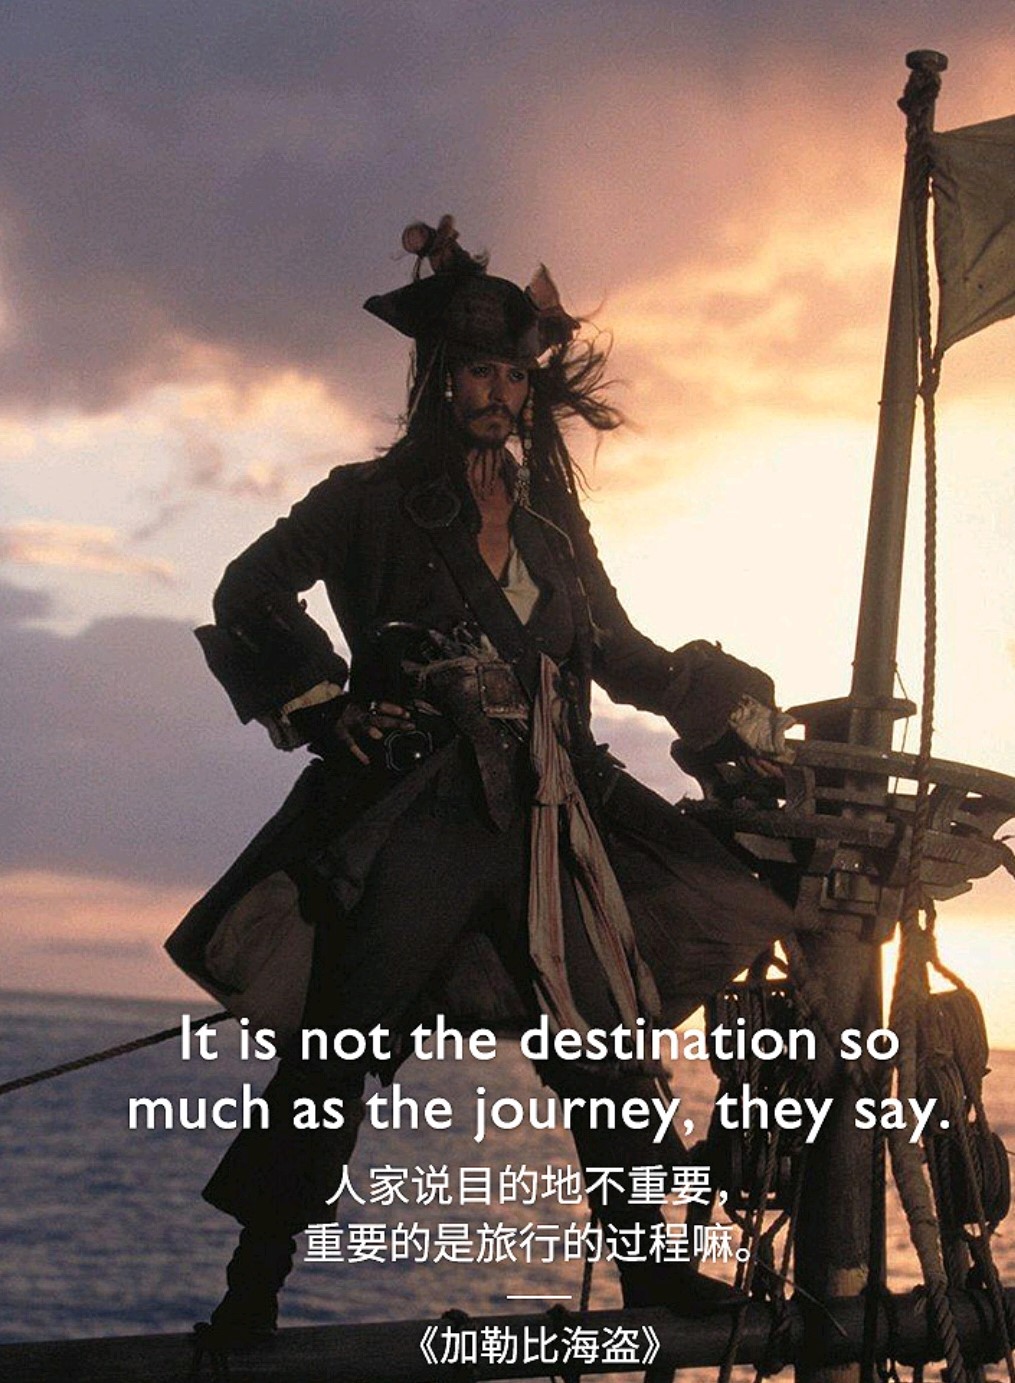 It is not the destination so
much as the journey, they say.
人家说目的地不重要，
重要的是旅行的过程嘛。
《加勒比海盗》